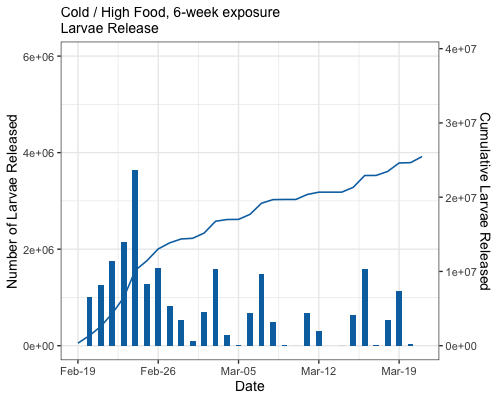 Cold / High Food, 6-week exposure
Larvae Release
6e+06
4e+06
2e+06
0e+00
4e+07
3e+07
2e+07
1e+07
0e+00
Number of Larvae Released
Cumulative Larvae Released
Feb-19
Feb-26
Mar-05
Mar-12
Mar-19
Date